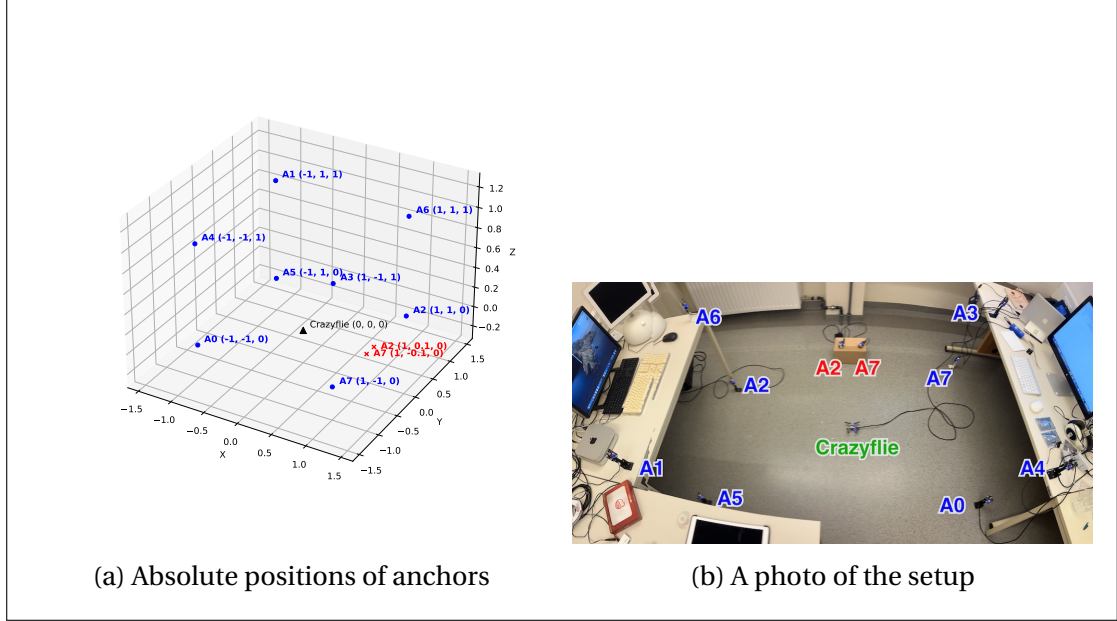 A1 (-1, 1, 1)
A6 (1, 1, 1)
A4 (-1, -1, 1)
A5 (-1, 1, 0)
A3 (1, -1, 1)
A2 (1, 1, 0)
Crazyflie (0, 0, 0)
A0 (-1, -1, 0)
A2 (1, 0.1, 0)
A7 (1, -0.1, 0)
A7 (1, -1, 0)
1.2
1.0
0.8
0.6
0.4
0.2
0.0
−0.2
Z
−1.5
−1.0
−0.5
0.0
0.5
1.0
1.5
X
−1.5
−1.0
−0.5
0.0
0.5
1.0
1.5
Y
A6
A3
A2 A7
A7
A2
Crazyflie
A1
A4
A5
A0
(a) Absolute positions of anchors
(b) A photo of the setup